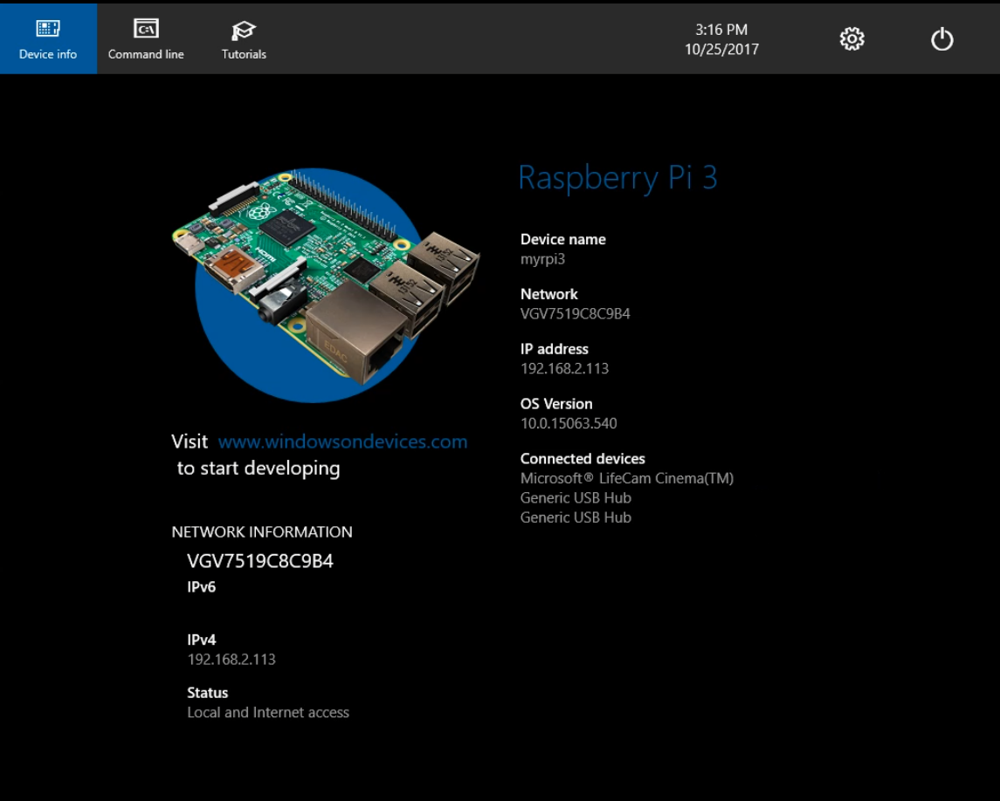 Device info
Command line
Tutorials
3:16 PM
10/25/2017
Raspberry Pi 3
Device name
myrpi3
Network
VGV7519C8C9B4
IP address
192.168.2.113
OS Version
10.0.15063.540
Connected devices
Microsoft® LifeCam Cinema(TM)
Generic USB Hub
Generic USB Hub
HDMI
EDAC
Visit www.windowsondevices.com
to start developing
NETWORK INFORMATION
VGV7519C8C9B4
IPv6
IPv4
192.168.2.113
Status
Local and Internet access